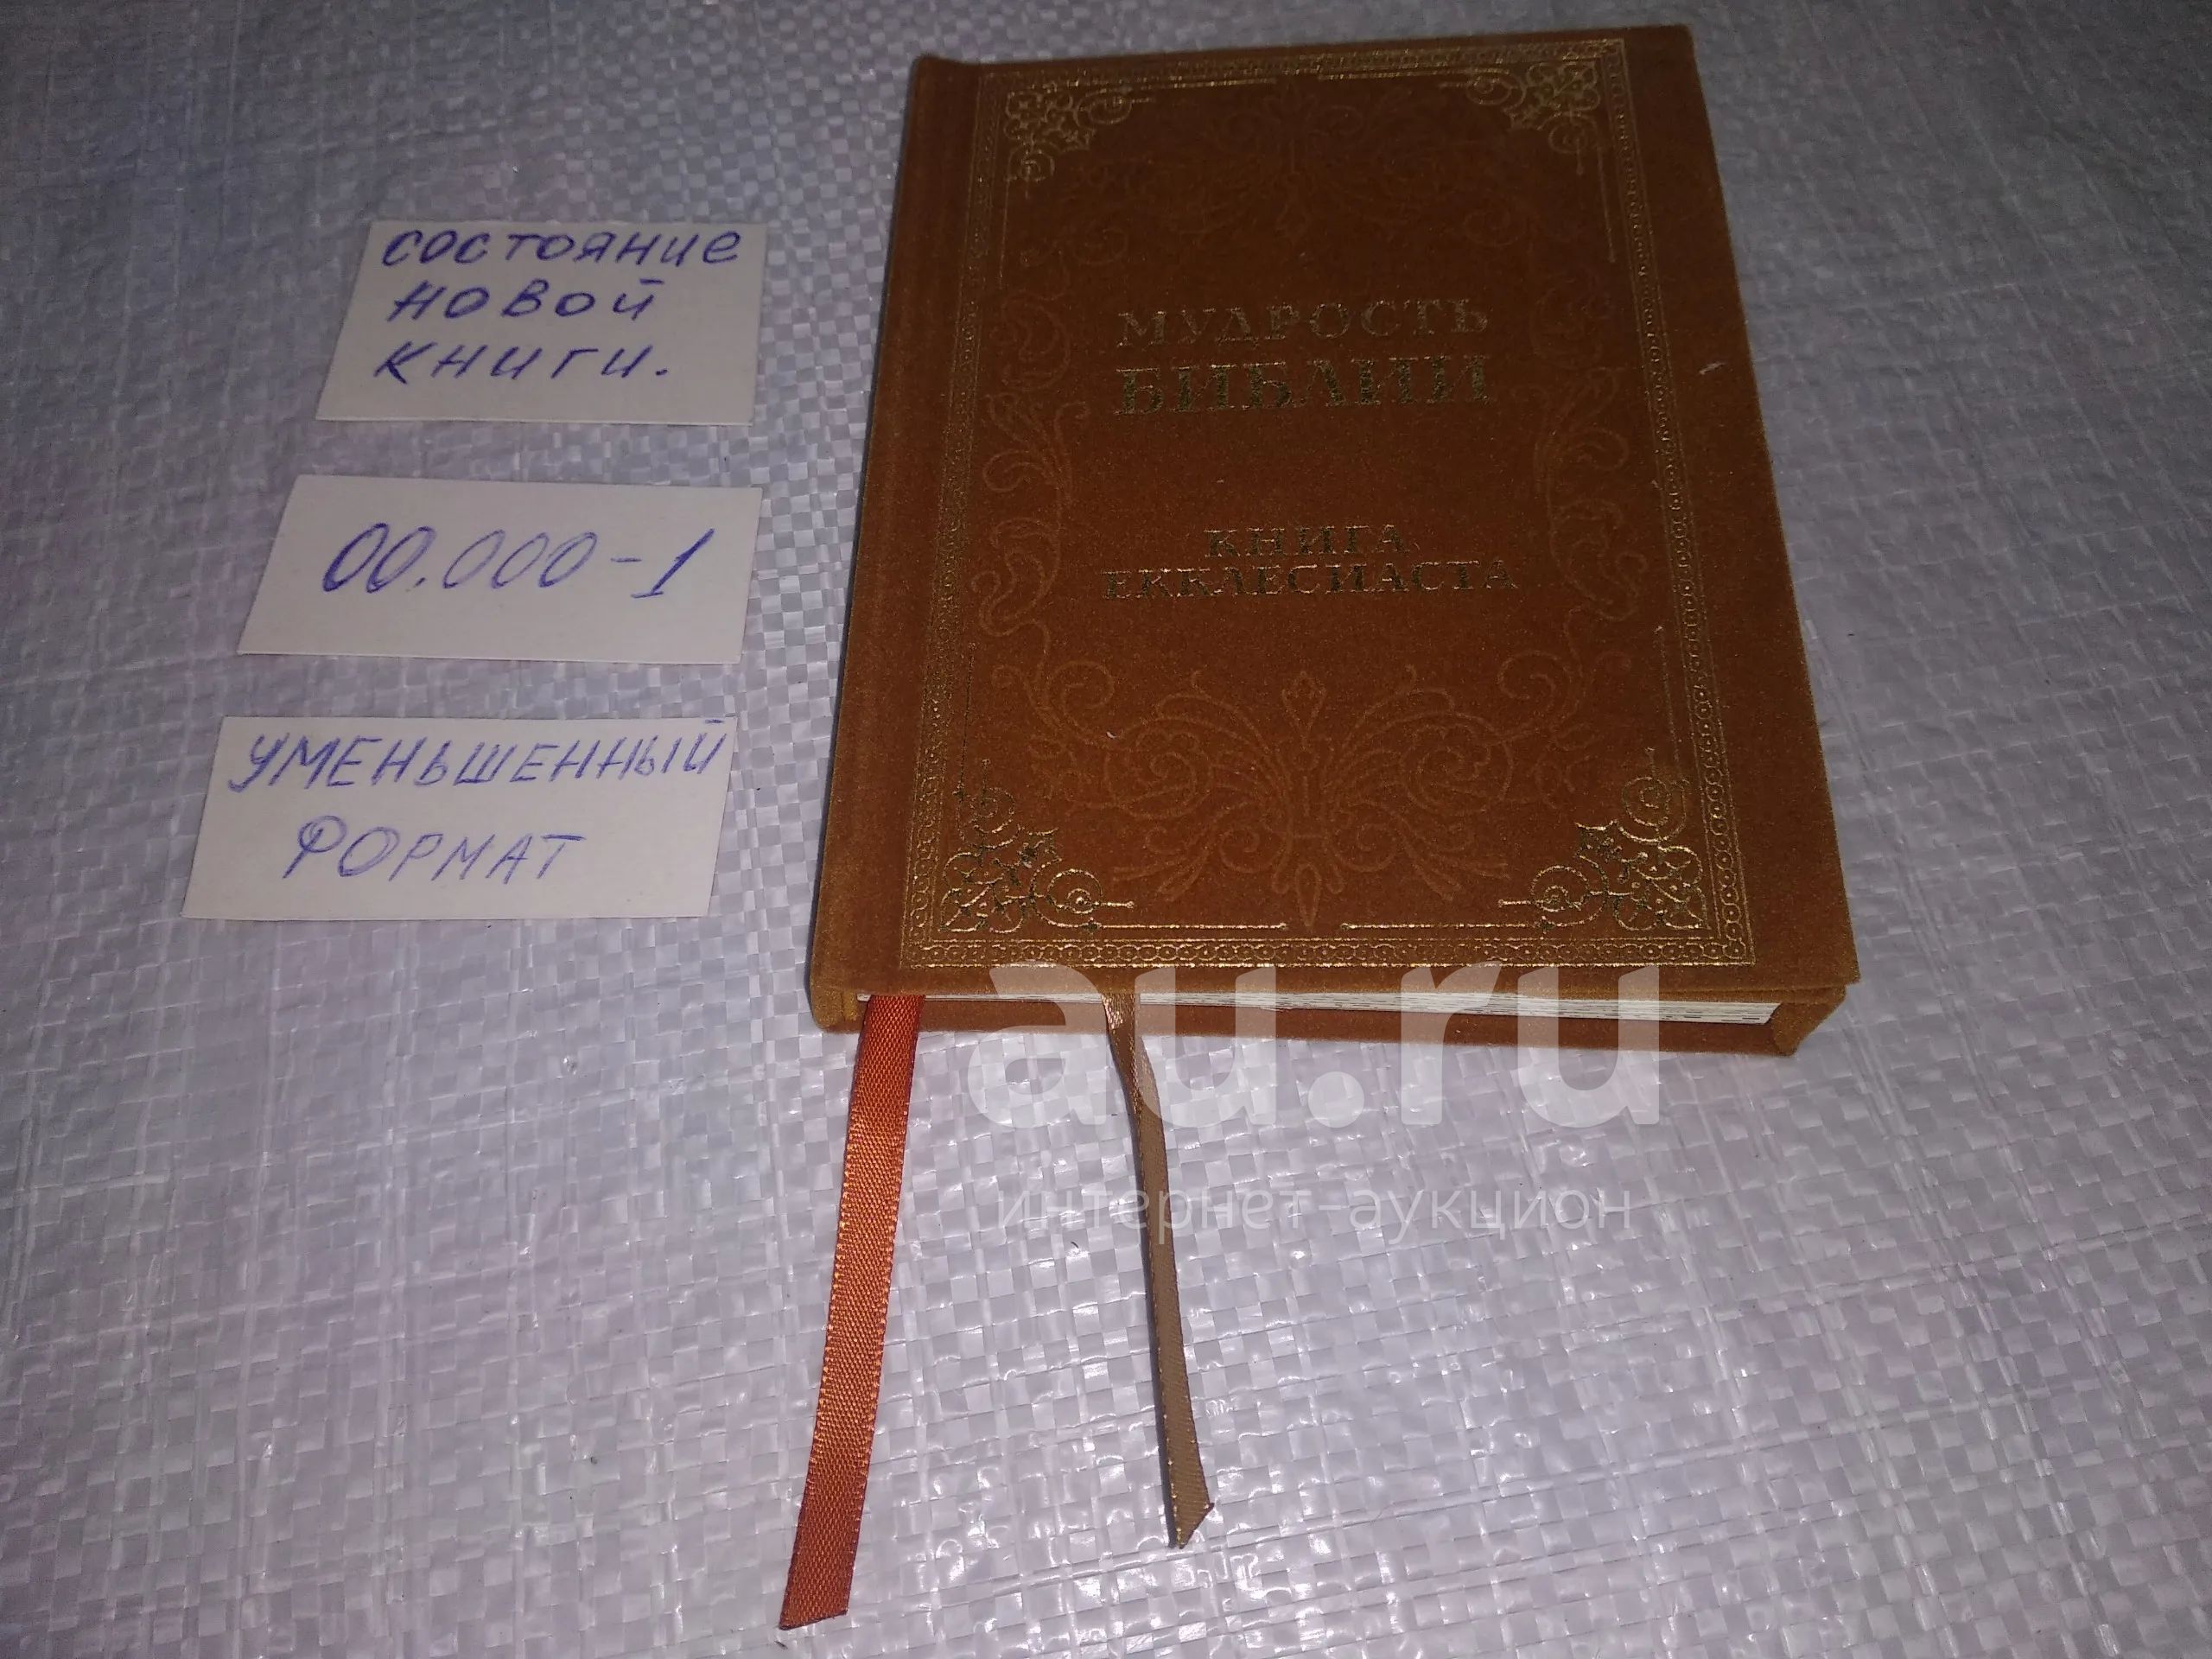 состояние
новой
книги.
00.000-1
УМЕНЬШЕННЫЙ
ФОРМАТ
МУДРОСТЬ
БИБЛИИ
КНИГА
ЕККЛЕСИАСТА
au.ru
интернет-аукцион